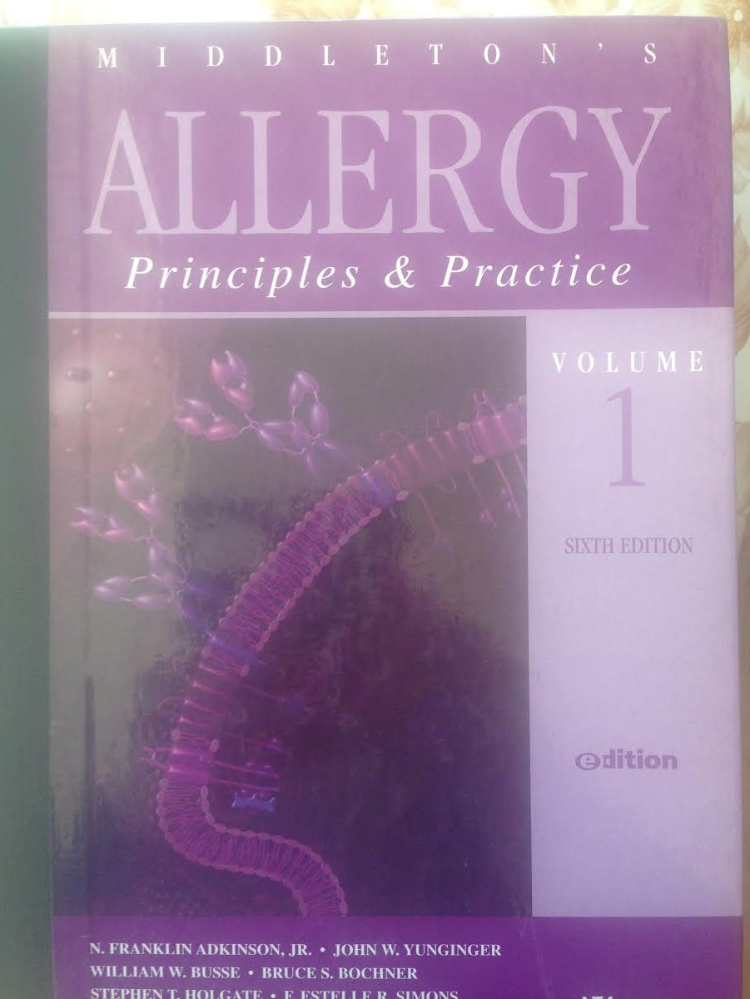 MIDDLETON'S
ALLERGY
Principles & Practice
VOLUME
1
SIXTH EDITION
edition
N. FRANKLIN ADKINSON, JR. • JOHN W. YUNGINGER
WILLIAM W. BUSSE • BRUCE S. BOCHNER
STEPHEN T. HOLGATE • F. ESTELLE R. SIMONS